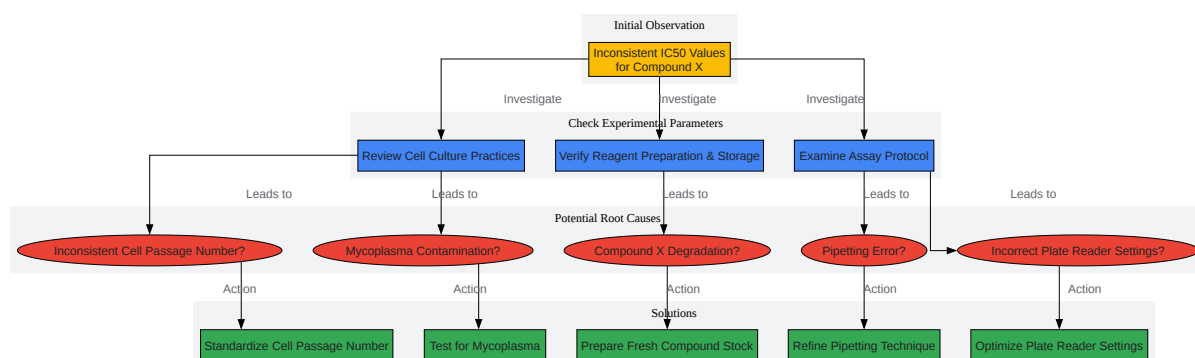 Initial Observation
Inconsistent IC50 Values
for Compound X
Investigate
Investigate
Investigate
Check Experimental Parameters
Review Cell Culture Practices
Verify Reagent Preparation & Storage
Examine Assay Protocol
Leads to
Leads to
Leads to
Leads to
Leads to
Potential Root Causes
Inconsistent Cell Passage Number?
Mycoplasma Contamination?
Compound X Degradation?
Pipetting Error?
Incorrect Plate Reader Settings?
Action
Action
Action
Action
Action
Solutions
Standardize Cell Passage Number
Test for Mycoplasma
Prepare Fresh Compound Stock
Refine Pipetting Technique
Optimize Plate Reader Settings